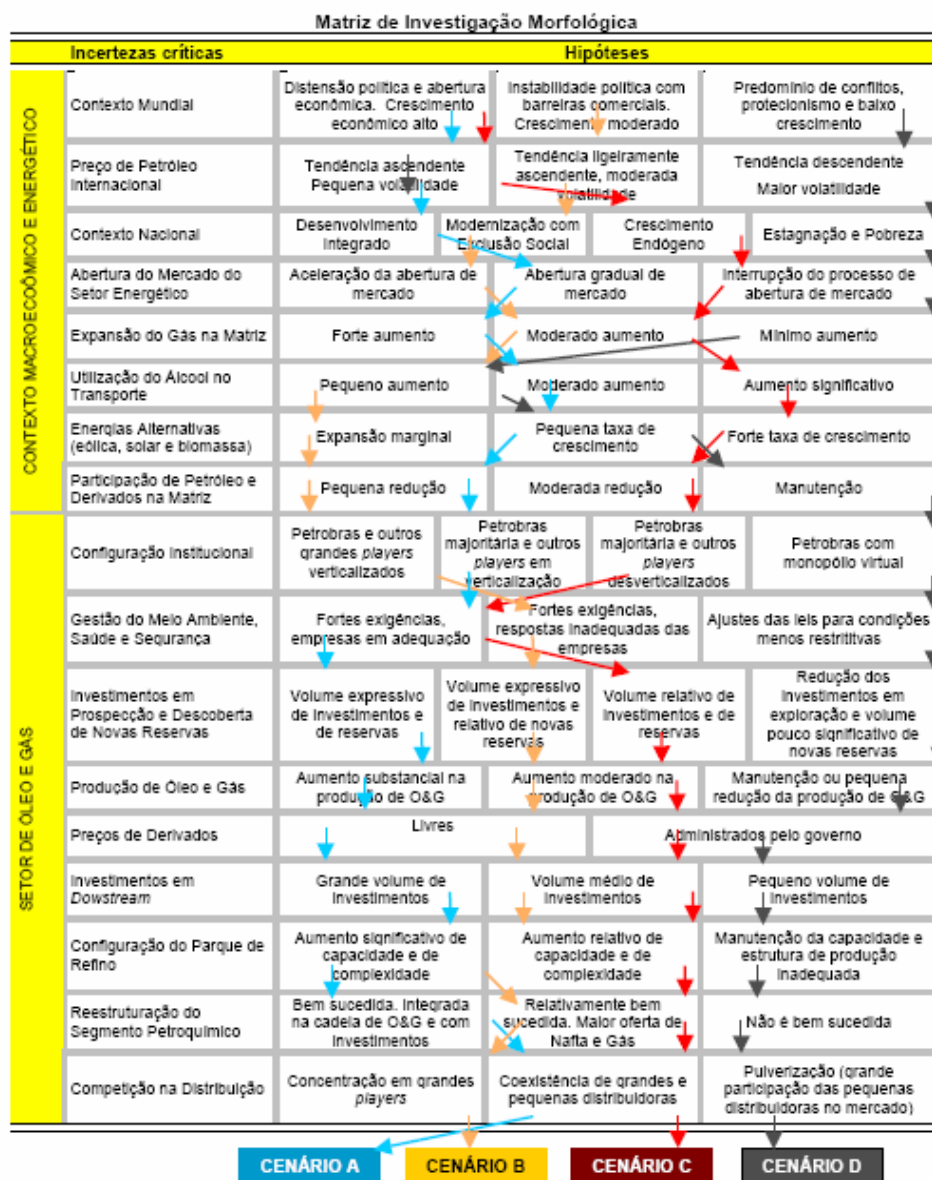 Matriz de Investigação Morfológica
Incertezas críticas
Hipóteses
CONTEXTO MACROECOÔMICO E ENERGÉTICO
Contexto Mundial
Distensão política e abertura
econômica. Crescimento
econômico alto
Instabilidade política com
barreiras comerciais.
Crescimento moderado
Predomínio de conflitos,
protecionismo e baixo
crescimento
Preço de Petróleo
Internacional
Tendência ascendente
Pequena volatilidade
Tendência ligeiramente
ascendente, moderada
volatilidade
Tendência descendente
Maior volatilidade
Contexto Nacional
Desenvolvimento
Integrado
Modernização com
Exclusão Social
Crescimento
Endógeno
Estagnação e Pobreza
Abertura do Mercado do
Setor Energético
Aceleração da abertura de
mercado
Abertura gradual de
mercado
Interrupção do processo de
abertura de mercado
Expansão do Gás na Matriz
Forte aumento
Moderado aumento
Mínimo aumento
Utilização do Álcool no
Transporte
Pequeno aumento
Moderado aumento
Aumento significativo
Energias Alternativas
(eólica, solar e biomassa)
Expansão marginal
Pequena taxa de
crescimento
Forte taxa de crescimento
Participação de Petróleo e
Derivados na Matriz
Pequena redução
Moderada redução
Manutenção
SETOR DE ÓLEO E GÁS
Configuração Institucional
Petrobras e outros
grandes players
verticalizados
Petrobras
majoritária e outros
players em
verticalização
Petrobras
majoritária e outros
players
desverticalizados
Petrobras com
monopólio virtual
Gestão do Meio Ambiente,
Saúde e Segurança
Fortes exigências,
empresas em adequação
Fortes exigências,
respostas inadequadas das
empresas
Ajustes das leis para condições
menos restrititvas
Investimentos em
Prospecção e Descoberta
de Novas Reservas
Volume expressivo
de investimentos e
de reservas
Volume expressivo
de investimentos e
relativo de novas
reservas
Volume relativo de
investimentos e de
reservas
Redução dos
investimentos em
exploração e volume
pouco significativo de
novas reservas
Produção de Óleo e Gás
Aumento substancial na
produção de O&G
Aumento moderado na
produção de O&G
Manutenção ou pequena
redução da produção de O&G
Preços de Derivados
Livres
Administrados pelo governo
Investimentos em
Dowstream
Grande volume de
investimentos
Volume médio de
investimentos
Pequeno volume de
investimentos
Configuração do Parque de
Refino
Aumento significativo de
capacidade e de
complexidade
Aumento relativo de
capacidade e de
complexidade
Manutenção da capacidade e
estrutura de produção
inadequada
Reestruturação do
Segmento Petroquímico
Bem sucedida. Integrada
na cadeia de O&G e com
investimentos
Relativamente bem
sucedida. Maior oferta de
Nafta e Gás
Não é bem sucedida
Competição na Distribuição
Concentração em grandes
players
Coexistência de grandes e
pequenas distribuidoras
Pulverização (grande
participação das pequenas
distribuidoras no mercado)
CENÁRIO A
CENÁRIO B
CENÁRIO C
CENÁRIO D